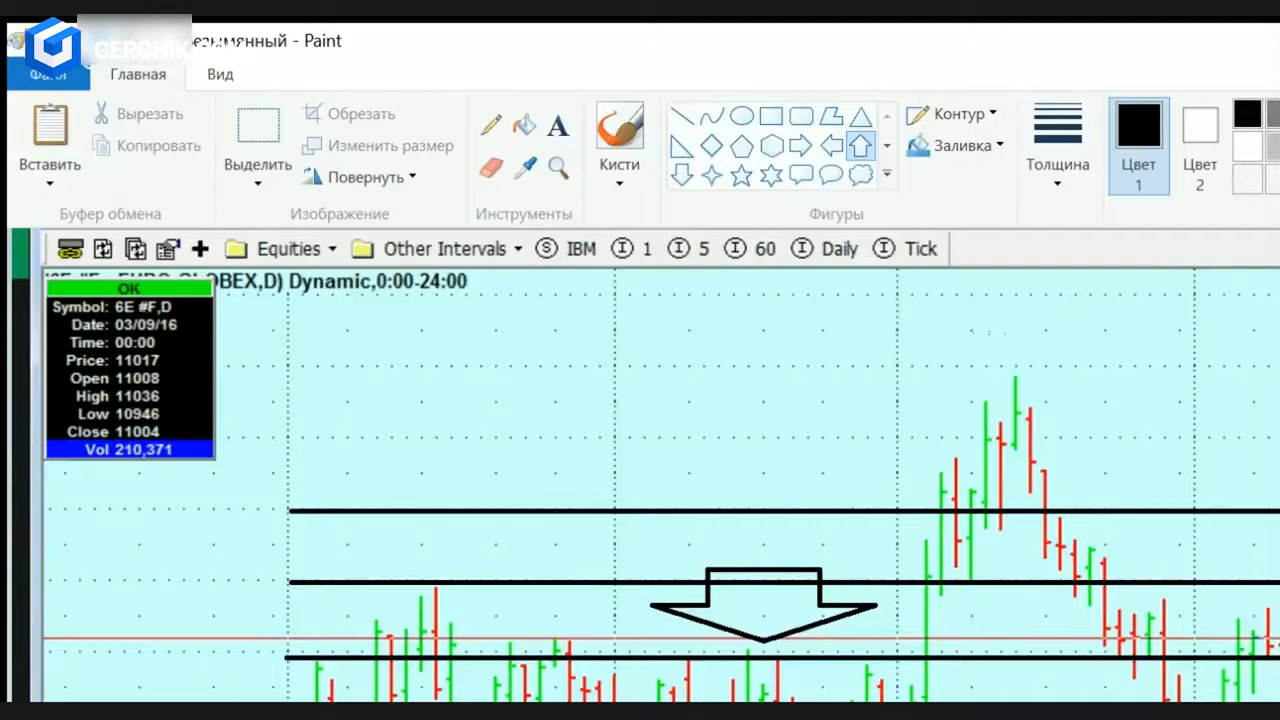 GERCHIK
- Paint
Файл
Главная
Вид
Вставить
Вырезать
Копировать
Буфер обмена
Выделить
Обрезать
Изменить размер
Повернуть
Изображение
Инструменты
Кисти
Фигуры
Контур
Заливка
Толщина
Цвет
1
Цвет
2
Equities
Other Intervals
S IBM
I 1
I 5
I 60
I Daily
I Tick
Dynamic,0:00-24:00
OK
Symbol: 6E #F,D
Date: 03/09/16
Time: 00:00
Price: 11017
Open 11008
High 11036
Low 10946
Close 11004
Vol 210,371